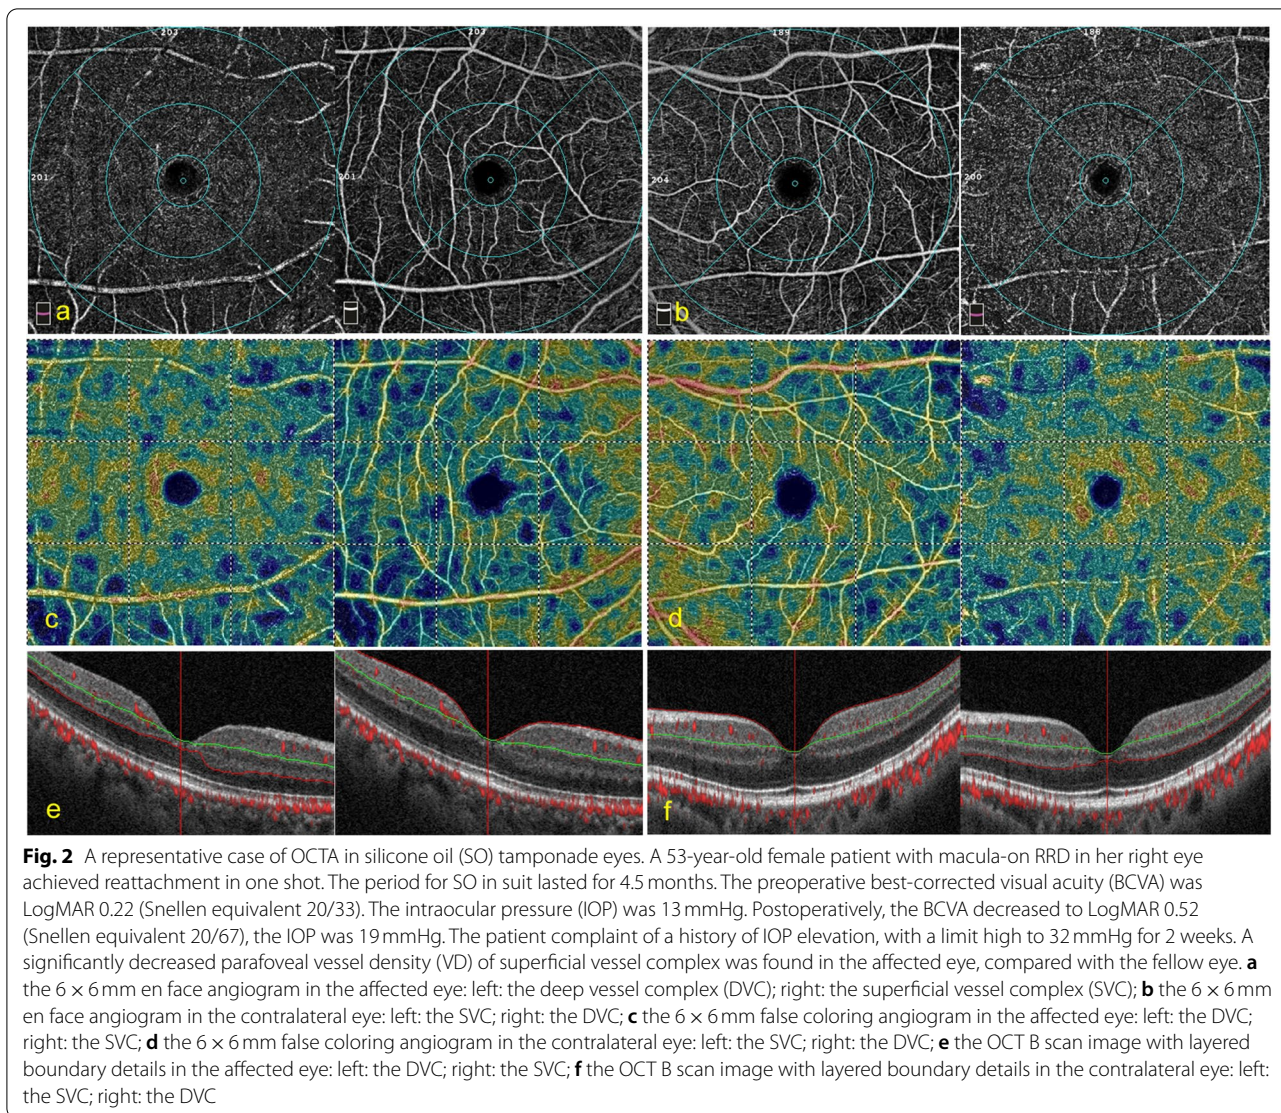 203
203
189
186
201
201
204
200
a
b
c
d
e
f
Fig. 2 A representative case of OCTA in silicone oil (SO) tamponade eyes. A 53-year-old female patient with macula-on RRD in her right eye
achieved reattachment in one shot. The period for SO in suit lasted for 4.5 months. The preoperative best-corrected visual acuity (BCVA) was
LogMAR 0.22 (Snellen equivalent 20/33). The intraocular pressure (IOP) was 13 mmHg. Postoperatively, the BCVA decreased to LogMAR 0.52
(Snellen equivalent 20/67), the IOP was 19 mmHg. The patient complaint of a history of IOP elevation, with a limit high to 32 mmHg for 2 weeks. A
significantly decreased parafoveal vessel density (VD) of superficial vessel complex was found in the affected eye, compared with the fellow eye. a
the 6 × 6 mm en face angiogram in the affected eye: left: the deep vessel complex (DVC); right: the superficial vessel complex (SVC); b the 6 × 6 mm
en face angiogram in the contralateral eye: left: the SVC; right: the DVC; c the 6 × 6 mm false coloring angiogram in the affected eye: left: the DVC;
right: the SVC; d the 6 × 6 mm false coloring angiogram in the contralateral eye: left: the SVC; right: the DVC; e the OCT B scan image with layered
boundary details in the affected eye: left: the DVC; right: the SVC; f the OCT B scan image with layered boundary details in the contralateral eye: left:
the SVC; right: the DVC